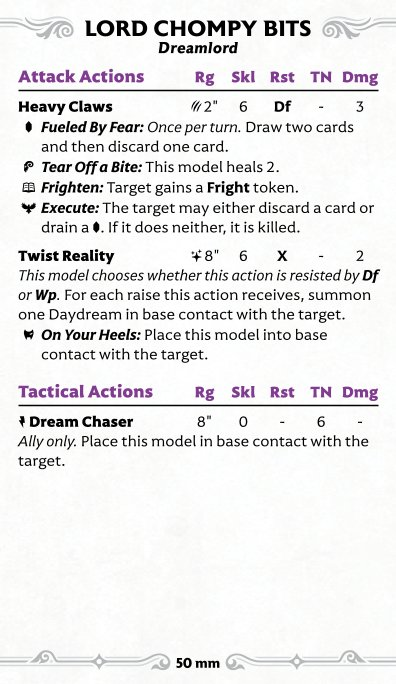 LORD CHOMPY BITS
Dreamlord
Attack Actions Rg Skl Rst TN Dmg
Heavy Claws 2" 6 Df - 3
Fueled By Fear: Once per turn. Draw two cards
and then discard one card.
Tear Off a Bite: This model heals 2.
Frighten: Target gains a Fright token.
Execute: The target may either discard a card or
drain a . If it does neither, it is killed.
Twist Reality 8" 6 X - 2
This model chooses whether this action is resisted by Df
or Wp. For each raise this action receives, summon
one Daydream in base contact with the target.
On Your Heels: Place this model into base
contact with the target.
Tactical Actions Rg Skl Rst TN Dmg
Dream Chaser 8" 0 - 6 -
Ally only. Place this model in base contact with the
target.
50 mm